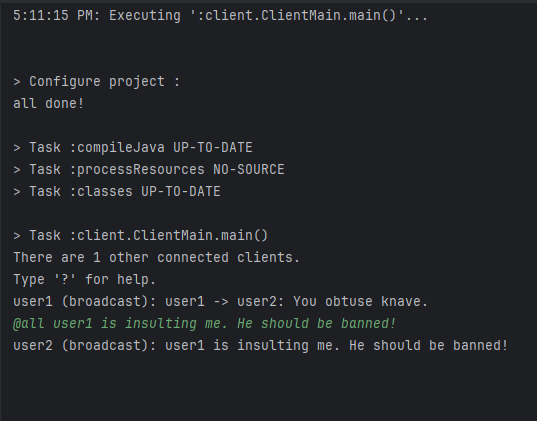 5:11:15 PM: Executing ':client.ClientMain.main()'...
> Configure project :
all done!
> Task :compileJava UP-TO-DATE
> Task :processResources NO-SOURCE
> Task :classes UP-TO-DATE
> Task :client.ClientMain.main()
There are 1 other connected clients.
Type '?' for help.
user1 (broadcast): user1 -> user2: You obtuse knave.
@all user1 is insulting me. He should be banned!
user2 (broadcast): user1 is insulting me. He should be banned!